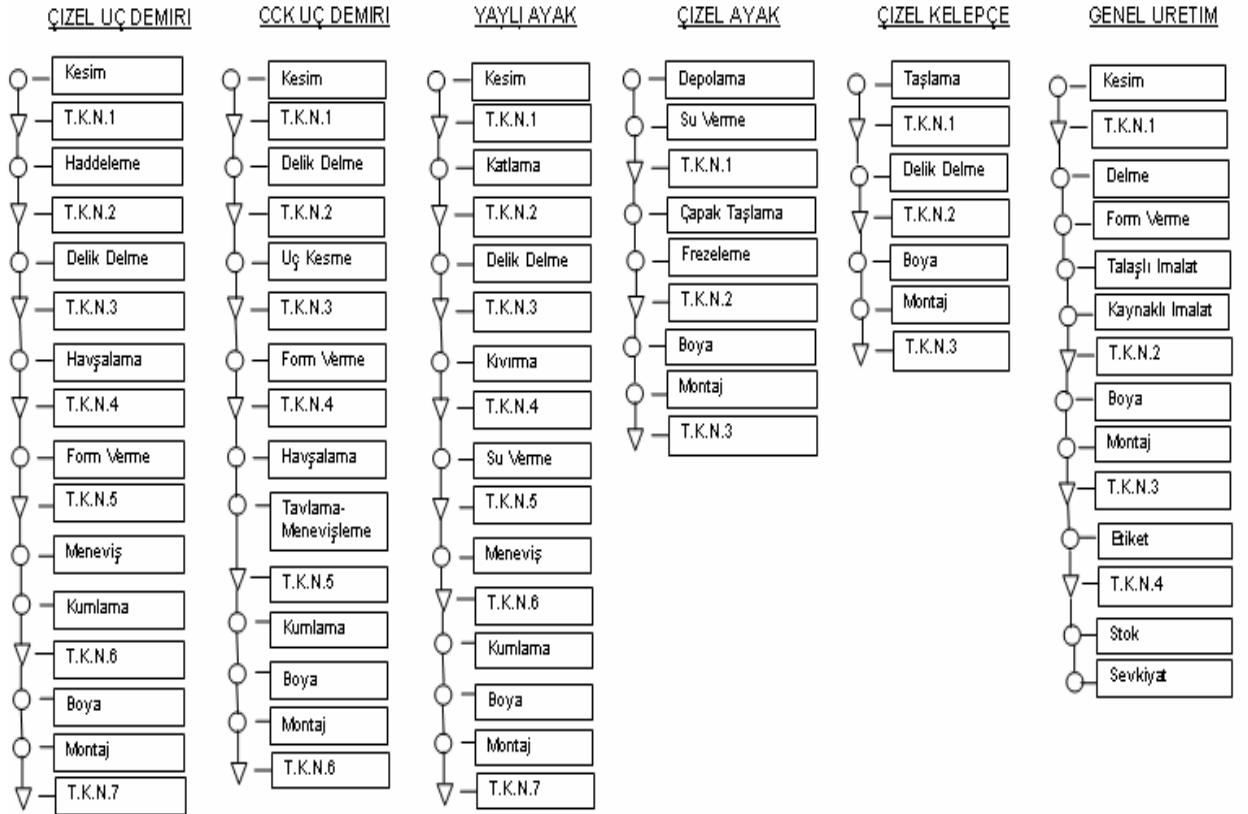 ÇIZEL UÇ DEMIRI
Kesim
T.K.N.1
Haddeleme
T.K.N.2
Delik Delme
T.K.N.3
Havşalama
T.K.N.4
Form Verme
T.K.N.5
Meneviş
Kumlama
T.K.N.6
Boya
Montaj
T.K.N.7
CCK UÇ DEMIRI
Kesim
T.K.N.1
Delik Delme
T.K.N.2
Uç Kesme
T.K.N.3
Form Verme
T.K.N.4
Havşalama
Tavlama-
Menevişleme
T.K.N.5
Kumlama
Boya
Montaj
T.K.N.6
YAYLI AYAK
Kesim
T.K.N.1
Katlama
T.K.N.2
Delik Delme
T.K.N.3
Kıvırma
T.K.N.4
Su Verme
T.K.N.5
Meneviş
T.K.N.6
Kumlama
Boya
Montaj
T.K.N.7
ÇIZEL AYAK
Depolama
Su Verme
T.K.N.1
Çapak Taşlama
Frezeleme
T.K.N.2
Boya
Montaj
T.K.N.3
ÇIZEL KELEPÇE
Taşlama
T.K.N.1
Delik Delme
T.K.N.2
Boya
Montaj
T.K.N.3
GENEL URETIM
Kesim
T.K.N.1
Delme
Form Verme
Talaşlı Imalat
Kaynaklı Imalat
T.K.N.2
Boya
Montaj
T.K.N.3
Etiket
T.K.N.4
Stok
Sevkiyat